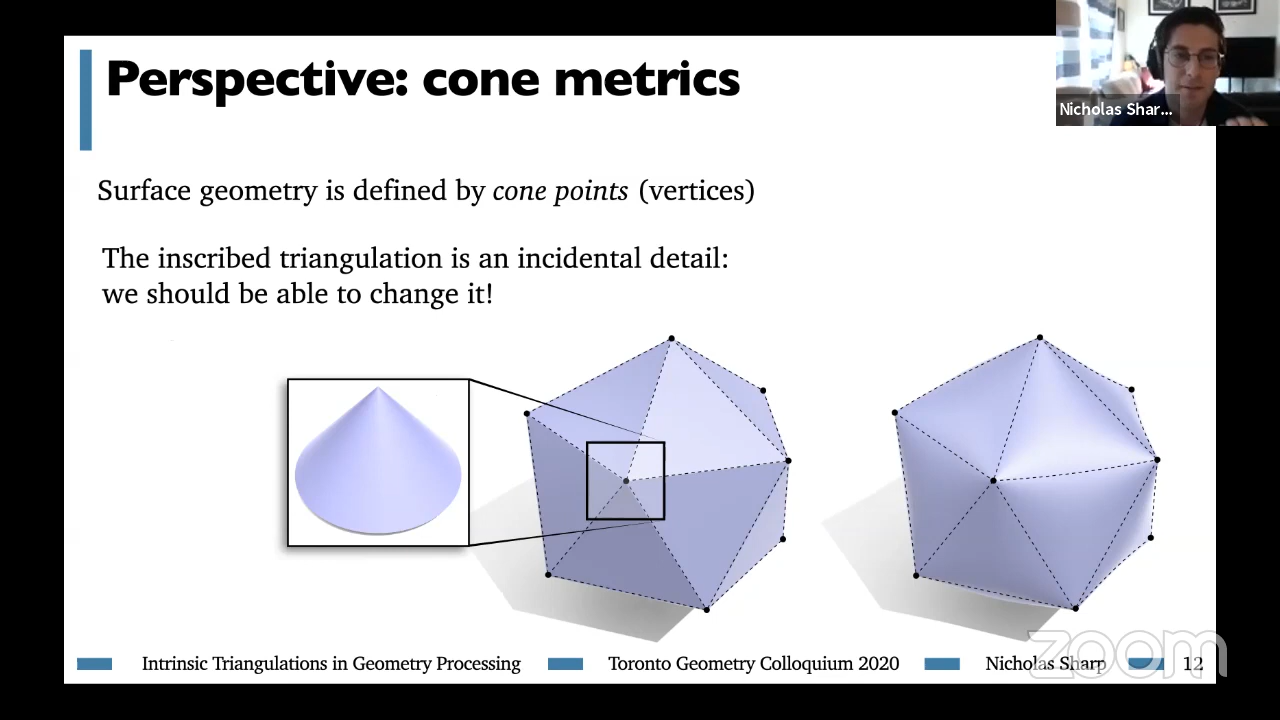 Perspective: cone metrics
Nicholas Shar...
Surface geometry is defined by cone points (vertices)
The inscribed triangulation is an incidental detail:
we should be able to change it!
Intrinsic Triangulations in Geometry Processing
Toronto Geometry Colloquium 2020
Nicholas Sharp
12
zoom